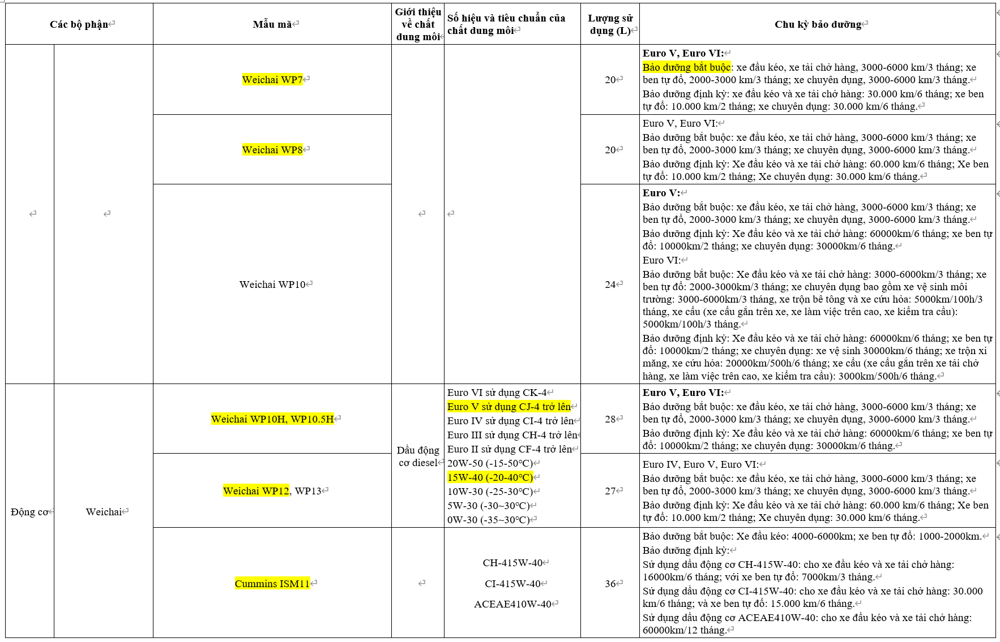 Các bộ phận
Mẫu mã
Giới thiệu
về chất
dung môi
Số hiệu và tiêu chuẩn của
chất dung môi
Lượng sử
dụng (L)
Chu kỳ bảo dưỡng
Weichai WP7
20
Euro V, Euro VI:
Bảo dưỡng bắt buộc: xe đầu kéo, xe tải chở hàng, 3000-6000 km/3 tháng; xe
ben tự đổ, 2000-3000 km/3 tháng; xe chuyên dụng, 3000-6000 km/3 tháng.
Bảo dưỡng định kỳ: xe đầu kéo và xe tải chở hàng: 30.000 km/6 tháng; xe ben
tự đổ: 10.000 km/2 tháng; xe chuyên dụng: 30.000 km/6 tháng.
Weichai WP8
20
Euro V, Euro VI:
Bảo dưỡng bắt buộc: xe đầu kéo, xe tải chở hàng, 3000-6000 km/3 tháng; xe
ben tự đổ, 2000-3000 km/3 tháng; xe chuyên dụng, 3000-6000 km/3 tháng.
Bảo dưỡng định kỳ: Xe đầu kéo và xe tải chở hàng: 60.000 km/6 tháng; Xe ben
tự đổ: 10.000 km/2 tháng; Xe chuyên dụng: 30.000 km/6 tháng.
Weichai WP10
24
Euro V:
Bảo dưỡng bắt buộc: xe đầu kéo, xe tải chở hàng, 3000-6000 km/3 tháng; xe
ben tự đổ, 2000-3000 km/3 tháng; xe chuyên dụng, 3000-6000 km/3 tháng.
Bảo dưỡng định kỳ: Xe đầu kéo và xe tải chở hàng: 60000km/6 tháng; xe ben tự
đổ: 10000km/2 tháng; xe chuyên dụng: 30000km/6 tháng.
Euro VI:
Bảo dưỡng bắt buộc: Xe đầu kéo và xe tải chở hàng: 3000-6000km/3 tháng; xe
ben tự đổ: 2000-3000km/3 tháng; xe chuyên dụng bao gồm xe vệ sinh môi
trường: 3000-6000km/3 tháng, xe trộn bê tông và xe cứu hỏa: 5000km/100h/3
tháng, xe cẩu (xe cẩu gắn trên xe, xe làm việc trên cao, xe kiểm tra cầu):
5000km/100h/3 tháng.
Bảo dưỡng định kỳ: Xe đầu kéo và xe tải chở hàng: 60000km/6 tháng; xe ben tự
đổ: 10000km/2 tháng; xe chuyên dụng: xe vệ sinh 30000km/6 tháng; xe trộn xi
măng, xe cứu hỏa: 20000km/500h/6 tháng; xe cẩu (xe cẩu gắn trên xe tải chở
hàng, xe làm việc trên cao, xe kiểm tra cầu): 3000km/500h/6 tháng.
Động cơ
Weichai
Weichai WP10H, WP10.5H
Dầu động
cơ diesel
Euro VI sử dụng CK-4
Euro V sử dụng CJ-4 trở lên
Euro IV sử dụng CI-4 trở lên
Euro III sử dụng CH-4 trở lên
Euro II sử dụng CF-4 trở lên
20W-50 (-15-50℃)
15W-40 (-20-40℃)
10W-30 (-25-30℃)
5W-30 (-30~30℃)
0W-30 (-35~30℃)
28
Euro V, Euro VI:
Bảo dưỡng bắt buộc: xe đầu kéo, xe tải chở hàng, 3000-6000 km/3 tháng; xe
ben tự đổ, 2000-3000 km/3 tháng; xe chuyên dụng, 3000-6000 km/3 tháng.
Bảo dưỡng định kỳ: Xe đầu kéo và xe tải chở hàng: 60000km/6 tháng; xe ben tự
đổ: 10000km/2 tháng; xe chuyên dụng: 30000km/6 tháng.
Weichai WP12, WP13
27
Euro IV, Euro V, Euro VI:
Bảo dưỡng bắt buộc: xe đầu kéo, xe tải chở hàng, 3000-6000 km/3 tháng; xe
ben tự đổ, 2000-3000 km/3 tháng; xe chuyên dụng, 3000-6000 km/3 tháng.
Bảo dưỡng định kỳ: Xe đầu kéo và xe tải chở hàng: 60.000 km/6 tháng; Xe ben
tự đổ: 10.000 km/2 tháng; Xe chuyên dụng: 30.000 km/6 tháng.
Cummins ISM11
CH-415W-40
CI-415W-40
ACEAE410W-40
36
Bảo dưỡng bắt buộc: Xe đầu kéo: 4000-6000km; xe ben tự đổ: 1000-2000km.
Bảo dưỡng định kỳ:
Sử dụng dầu động cơ CH-415W-40: cho xe đầu kéo và xe tải chở hàng:
16000km/6 tháng; với xe ben tự đổ: 7000km/3 tháng.
Sử dụng dầu động cơ CI-415W-40: cho xe đầu kéo và xe tải chở hàng: 30.000
km/6 tháng; và xe ben tự đổ: 15.000 km/6 tháng.
Sử dụng dầu động cơ ACEAE410W-40: cho xe đầu kéo và xe tải chở hàng:
60000km/12 tháng.